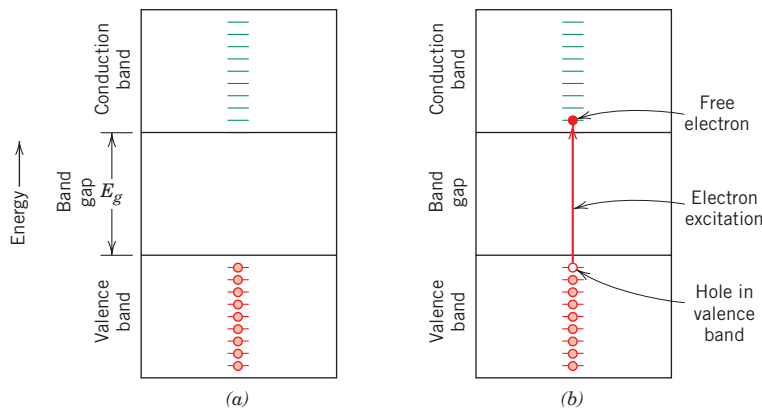 Energy
Conduction
band
Band
gap
E_g
Valence
band
(a)
Conduction
band
Band
gap
Valence
band
Free
electron
Electron
excitation
Hole in
valence
band
(b)